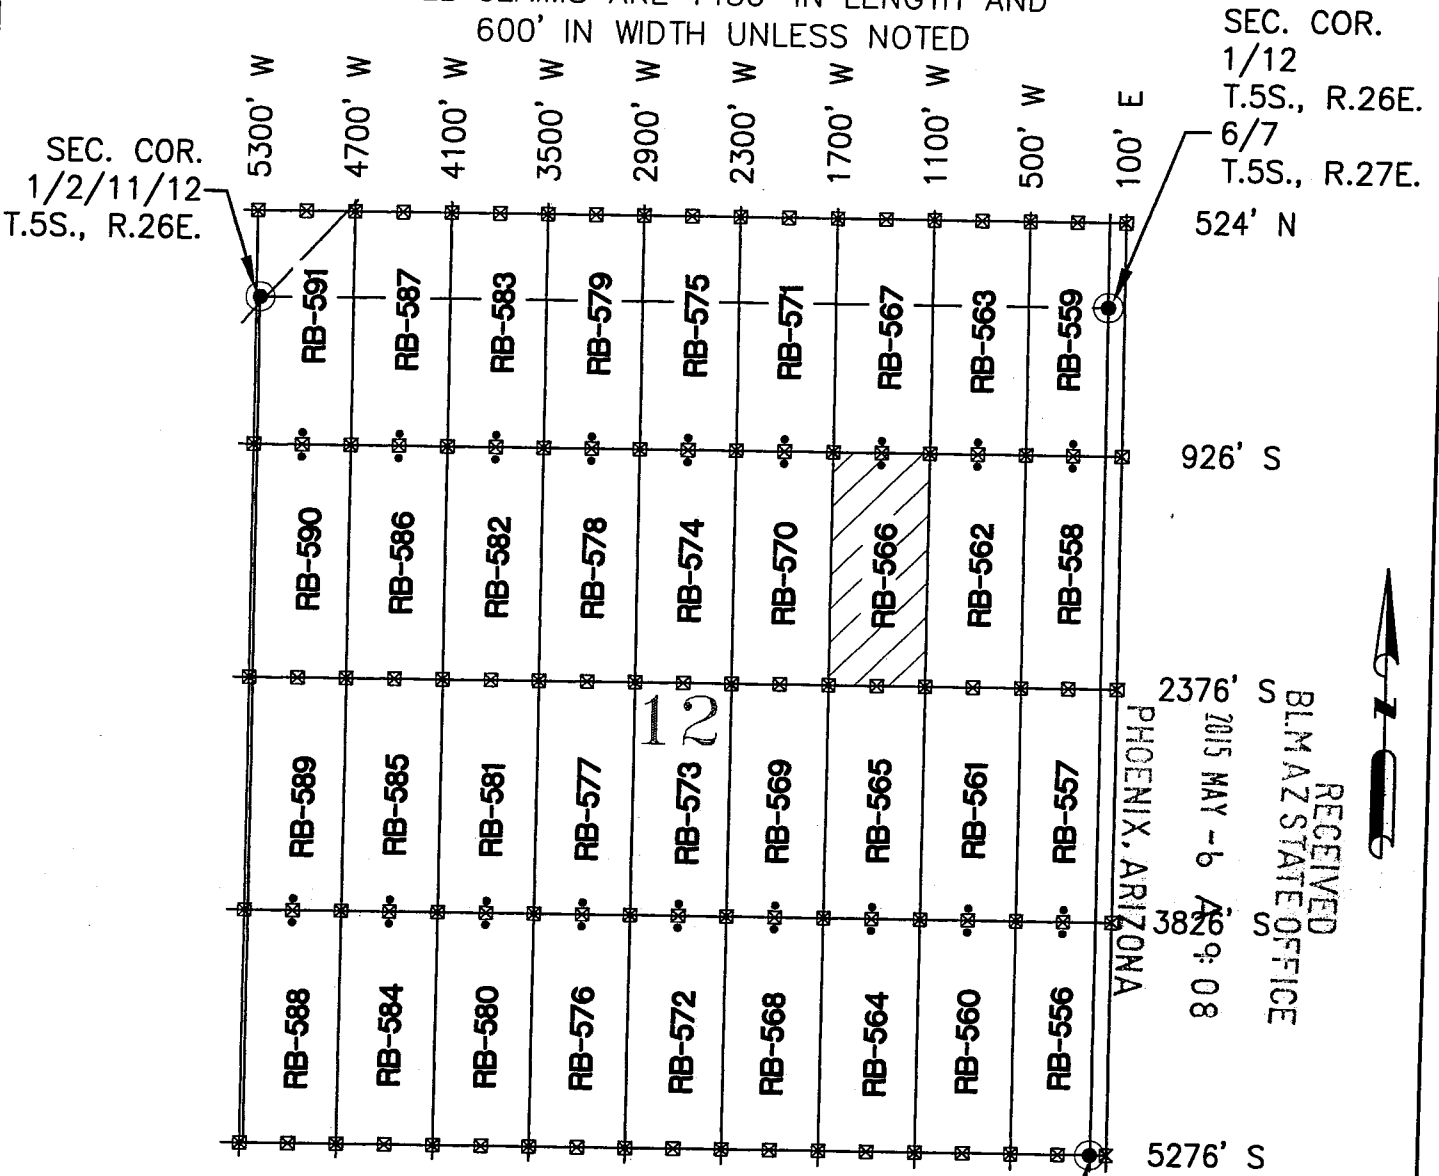 600' IN WIDTH UNLESS NOTED
SEC. COR.
1/12
T.5S., R.26E.
6/7
T.5S., R.27E.
SEC. COR.
1/2/11/12
T.5S., R.26E.
5300' W
4700' W
4100' W
3500' W
2900' W
2300' W
1700' W
1100' W
500' W
100' E
524' N
RB-591
RB-587
RB-583
RB-579
RB-575
RB-571
RB-567
RB-563
RB-559
926' S
RB-590
RB-586
RB-582
RB-578
RB-574
RB-570
RB-566
RB-562
RB-558
2376' S
12
RB-589
RB-585
RB-581
RB-577
RB-573
RB-569
RB-565
RB-561
RB-557
3826' S
RB-588
RB-584
RB-580
RB-576
RB-572
RB-568
RB-564
RB-560
RB-556
5276' S
RECEIVED
BLM AZ STATE OFFICE
2015 MAY -6 A 9:08
PHOENIX, ARIZONA
N